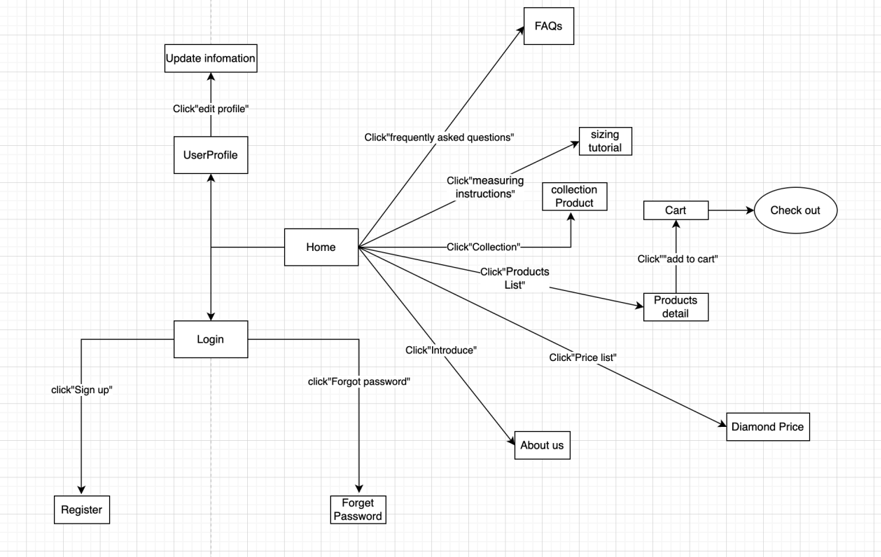 FAQs
Update infomation
Click"edit profile"
Click"frequently asked questions"
UserProfile
sizing
tutorial
Click"measuring
instructions"
collection
Product
Cart
Check out
Home
Click"Collection"
Click""add to cart"
Click"Products
List"
Products
detail
Login
Click"Introduce"
Click"Price list"
click"Sign up"
click"Forgot password"
About us
Diamond Price
Register
Forget
Password